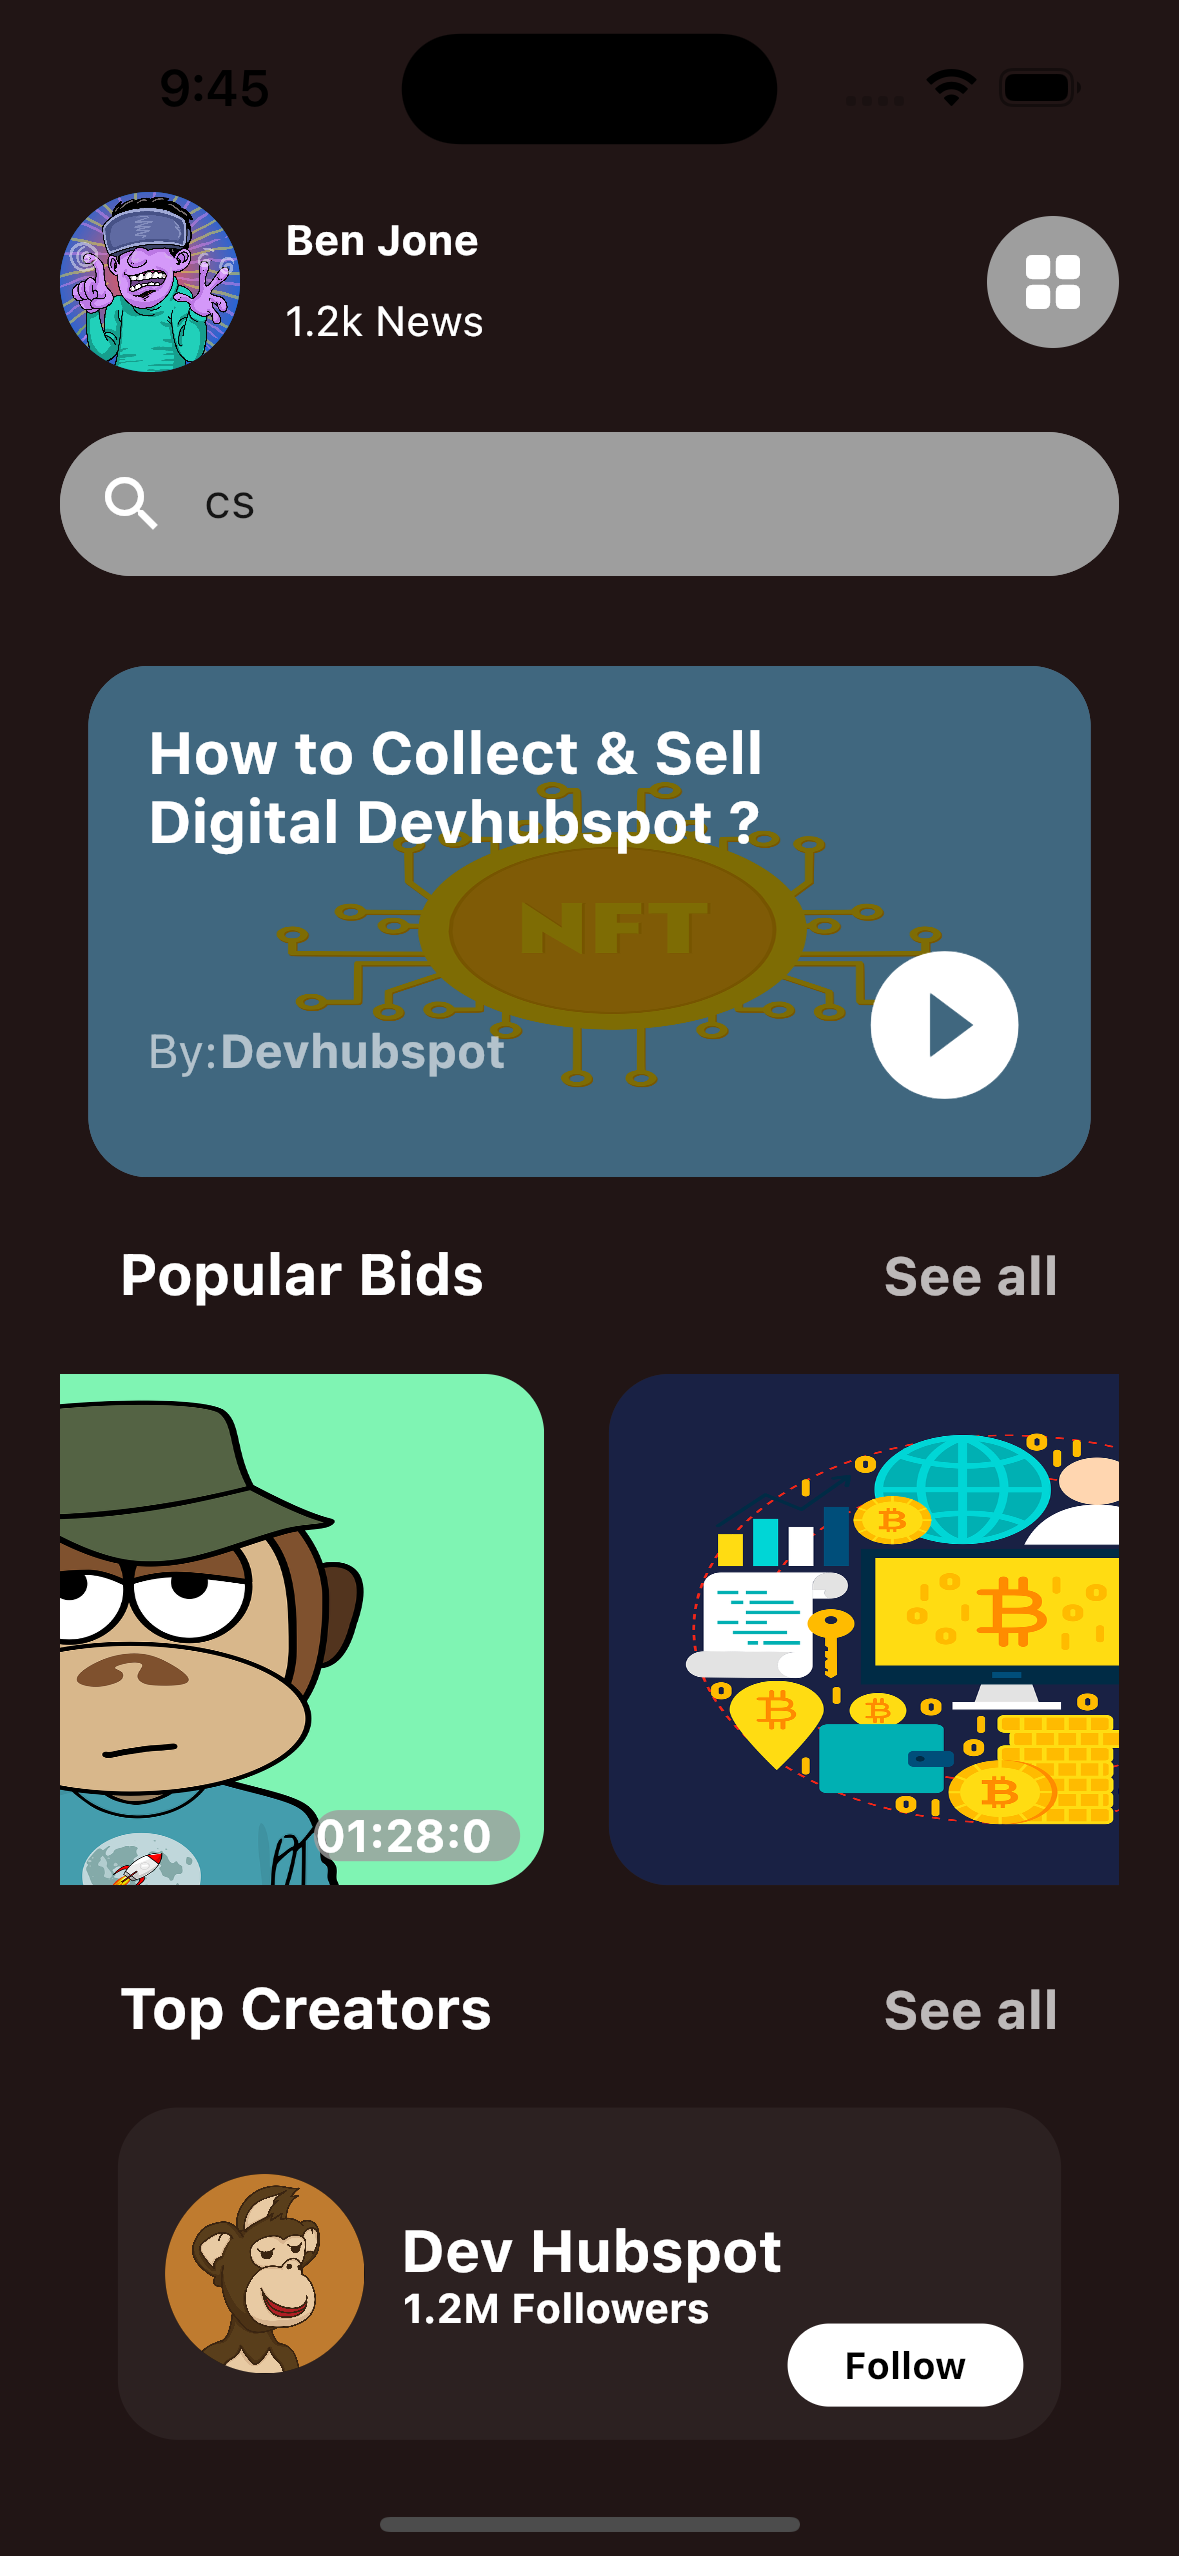 9:45
Ben Jone
1.2k News
cs
How to Collect & Sell
Digital Devhubspot ?
NFT
By:Devhubspot
Popular Bids
See all
01:28:0
Top Creators
See all
Dev Hubspot
1.2M Followers
Follow